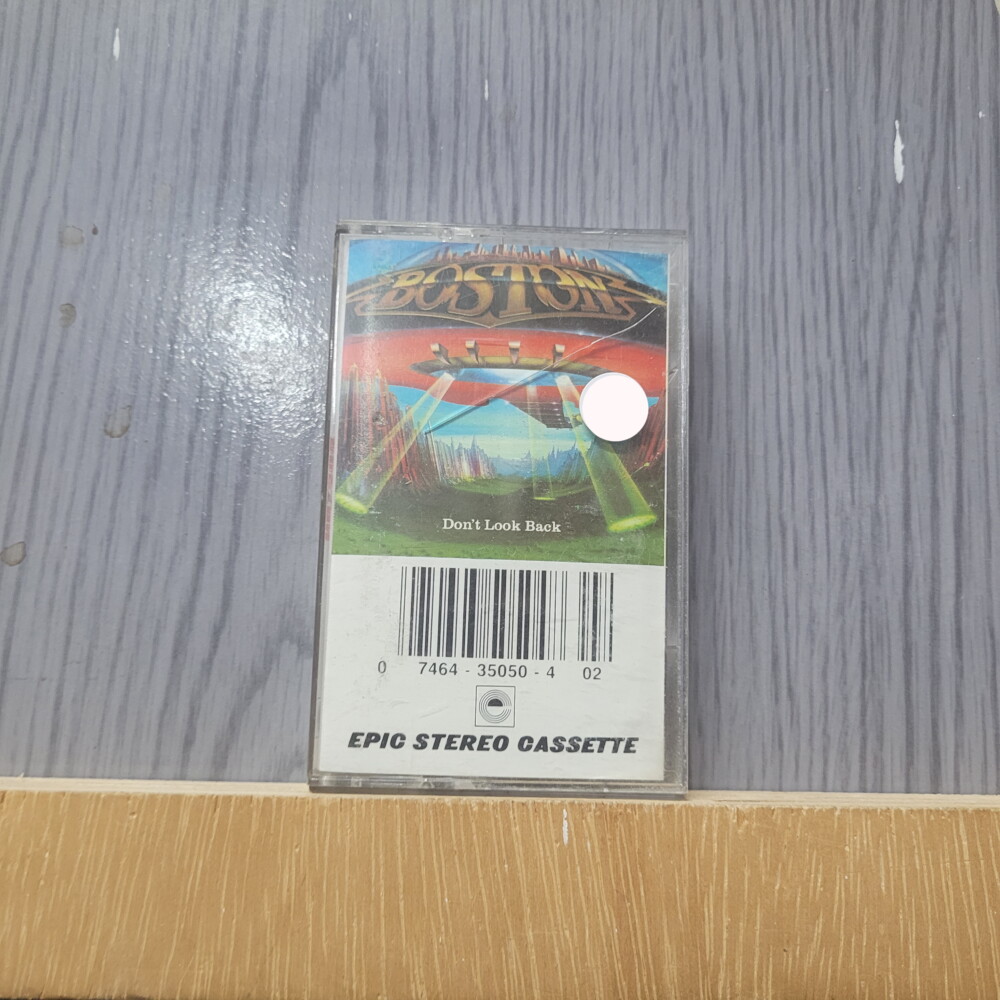 BOSTON
Don't Look Back
0 7464 - 35050 - 4 02
EPIC STEREO CASSETTE